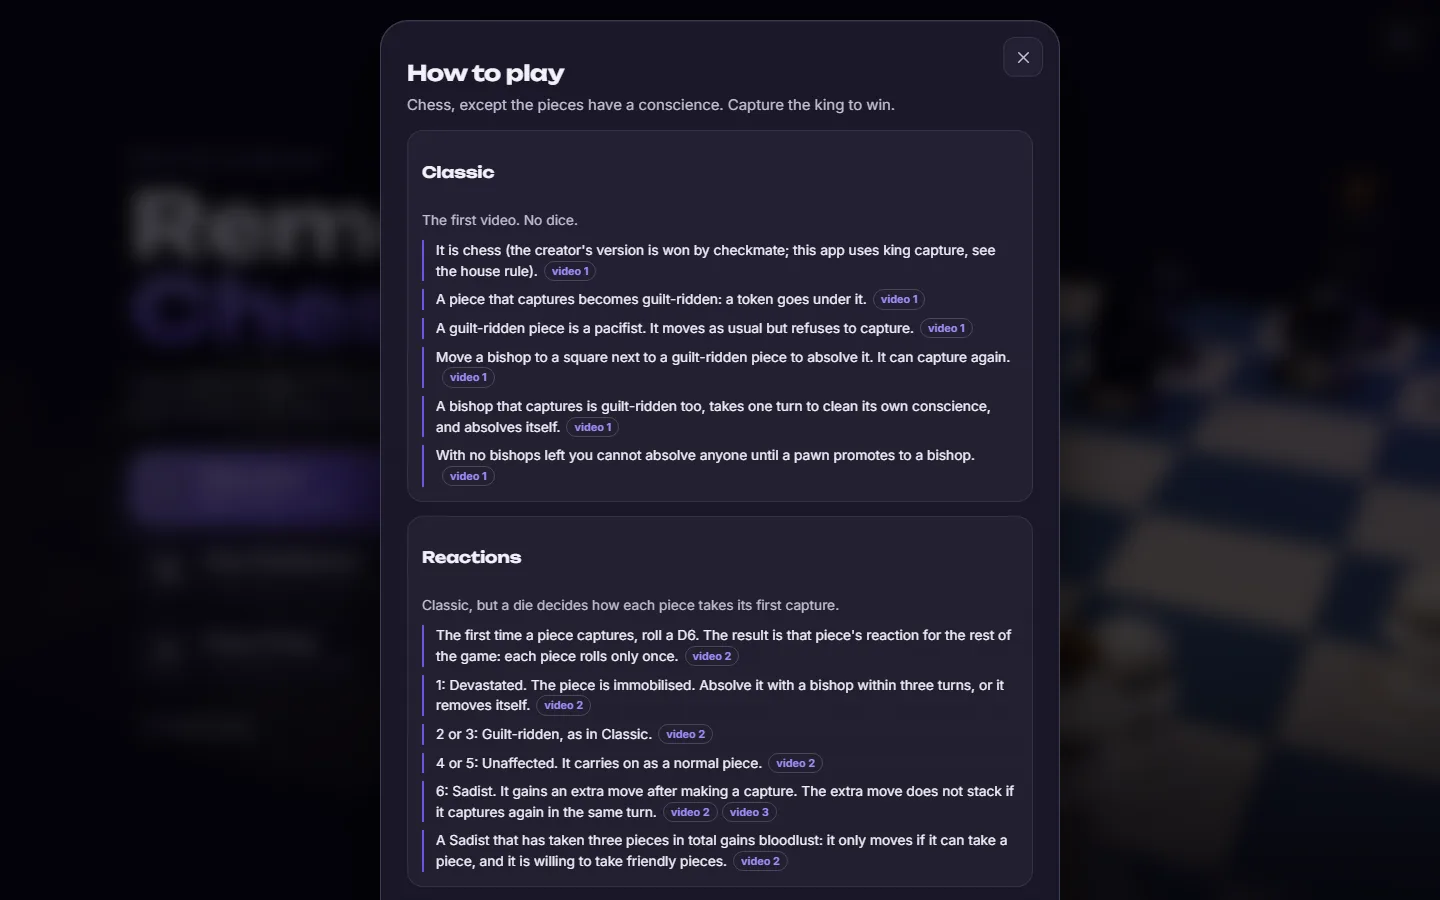 How to play
Chess, except the pieces have a conscience. Capture the king to win.
Classic
The first video. No dice.
It is chess (the creator's version is won by checkmate; this app uses king capture, see
the house rule). video 1
A piece that captures becomes guilt-ridden: a token goes under it. video 1
A guilt-ridden piece is a pacifist. It moves as usual but refuses to capture. video 1
Move a bishop to a square next to a guilt-ridden piece to absolve it. It can capture again.
video 1
A bishop that captures is guilt-ridden too, takes one turn to clean its own conscience,
and absolves itself. video 1
With no bishops left you cannot absolve anyone until a pawn promotes to a bishop.
video 1
Reactions
Classic, but a die decides how each piece takes its first capture.
The first time a piece captures, roll a D6. The result is that piece's reaction for the rest of
the game: each piece rolls only once. video 2
1: Devastated. The piece is immobilised. Absolve it with a bishop within three turns, or it
removes itself. video 2
2 or 3: Guilt-ridden, as in Classic. video 2
4 or 5: Unaffected. It carries on as a normal piece. video 2
6: Sadist. It gains an extra move after making a capture. The extra move does not stack if
it captures again in the same turn. video 2 video 3
A Sadist that has taken three pieces in total gains bloodlust: it only moves if it can take a
piece, and it is willing to take friendly pieces. video 2